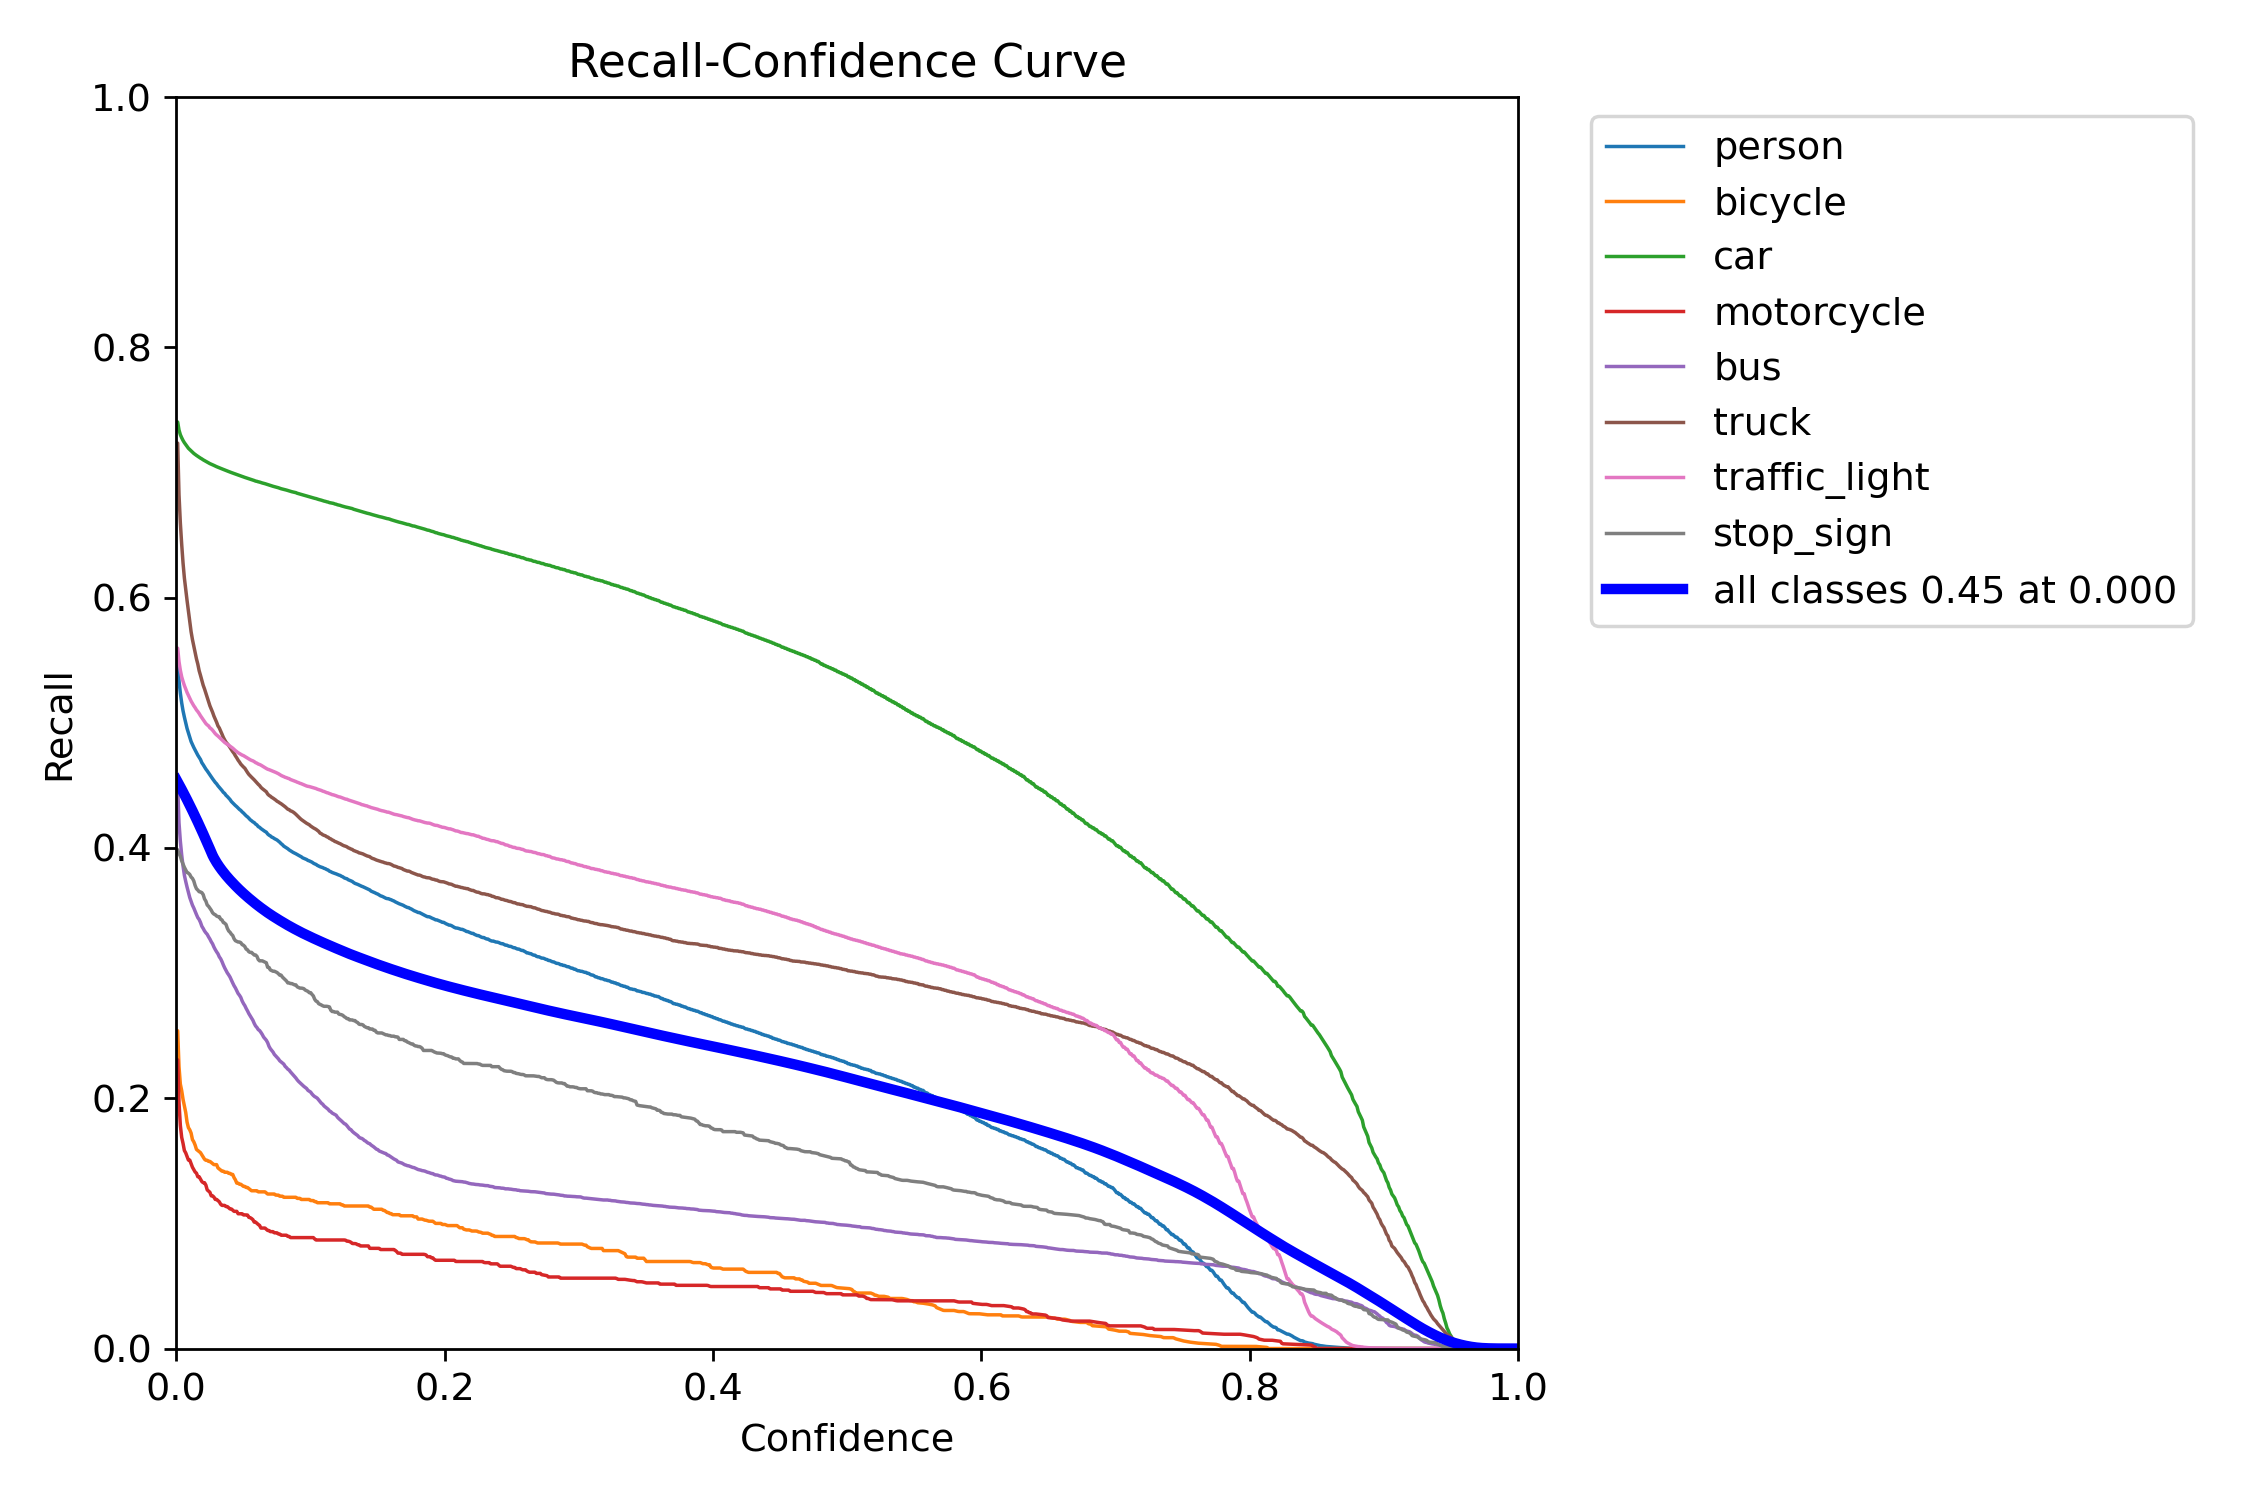 Recall-Confidence Curve
1.0
0.8
0.6
0.4
0.2
0.0
Recall
0.0 0.2 0.4 0.6 0.8 1.0
Confidence
person
bicycle
car
motorcycle
bus
truck
traffic_light
stop_sign
all classes 0.45 at 0.000